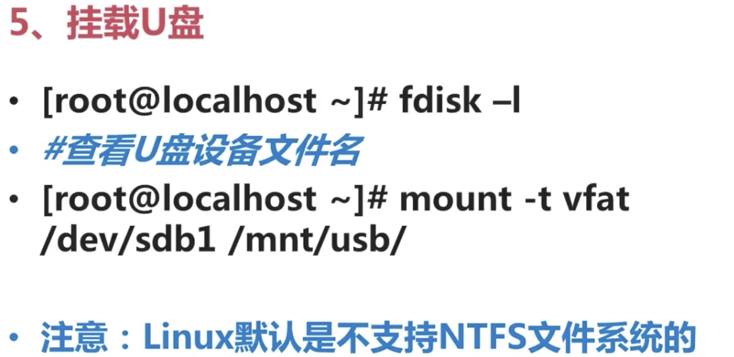 5、挂载U盘
• [root@localhost ~]# fdisk –l
• #查看U盘设备文件名
• [root@localhost ~]# mount -t vfat
/dev/sdb1 /mnt/usb/
• 注意：Linux默认是不支持NTFS文件系统的